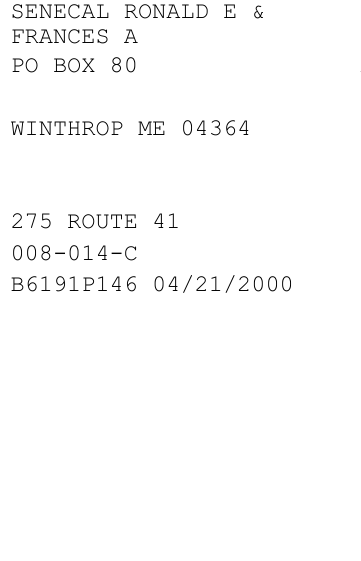 SENECAL RONALD E &
FRANCES A
PO BOX 80
WINTHROP ME 04364
275 ROUTE 41
008-014-C
B6191P146 04/21/2000